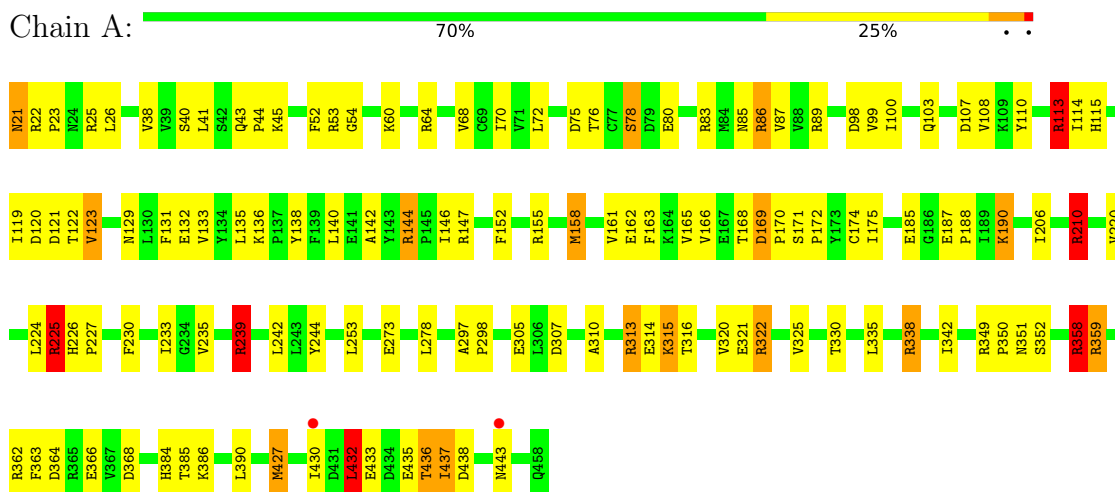 Chain A:
70% 25% • •
N21 R22 P23 N24 R25 L26 V38 V39 S40 L41 S42 Q43 P44 K45 F52 R53 G54 K60 R64 V68 C69 I70 V71 L72 D75 T76 C77 S78 D79 E80 R83 M84 N85 R86 V87 V88 R89 D98 V99 I100 Q103 D107 V108 K109 Y110 R113 I114 H115
I119 D120 D121 T122 V123 N129 L130 F131 E132 V133 Y134 L135 K136 P137 Y138 F139 L140 E141 A142 Y143 R144 P145 I146 R147 F152 R155 M158 V161 E162 F163 K164 V165 V166 E167 T168 D169 P170 S171 P172 Y173 C174 I175 E185 G186 E187 P188 I189 K190 I206 R210
L224 R225 H226 P227 F230 I233 G234 V235 R239 L242 L243 Y244 L253 E273 L278 A297 P298 E305 L306 D307 A310 R313 E314 K315 T316 V320 E321 R322 V325 T330 L335 R338 I342 R349 P350 N351 S352 R358 R359
R362 F363 D364 R365 E366 V367 D368 H384 T385 K386 L390 M427 I430 D431 L432 E433 D434 E435 T436 I437 D438 N443 Q458